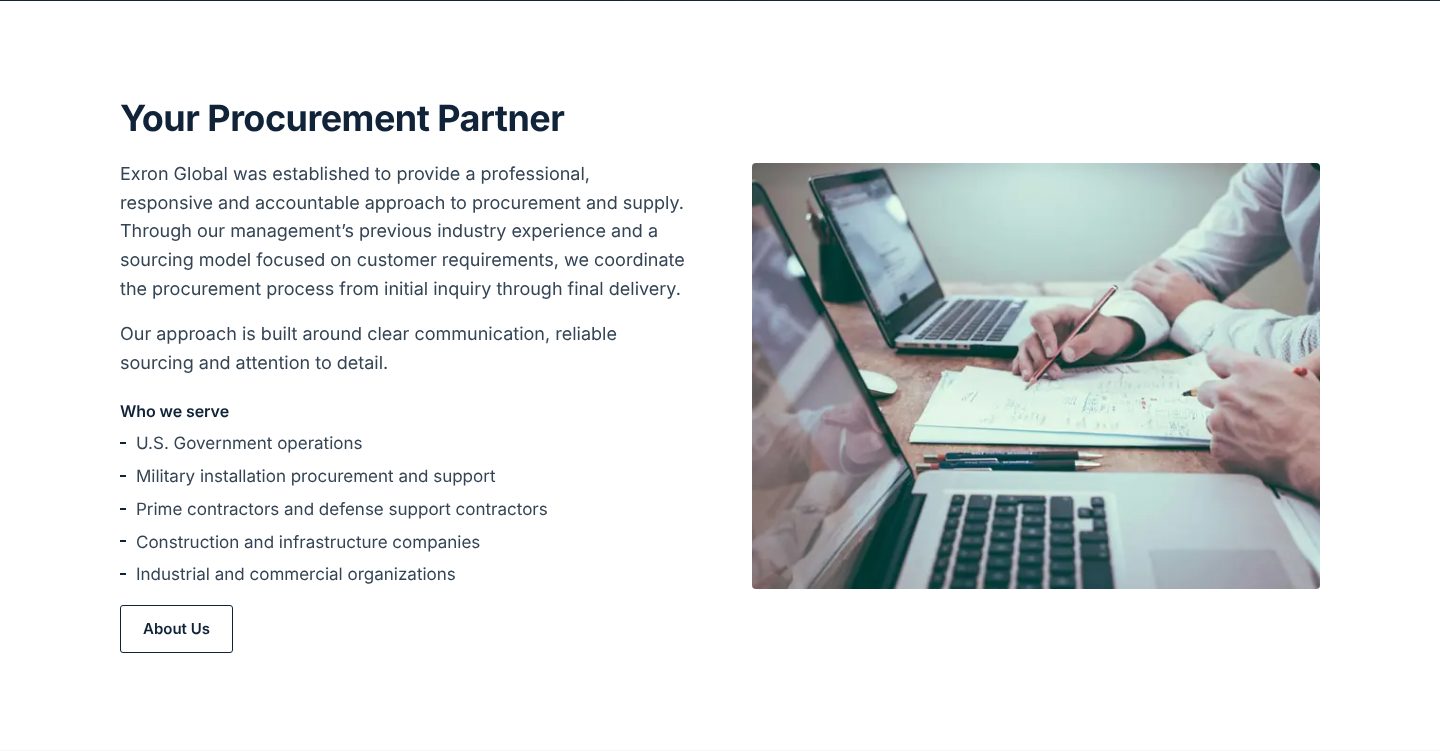 Your Procurement Partner
Exron Global was established to provide a professional,
responsive and accountable approach to procurement and supply.
Through our management’s previous industry experience and a
sourcing model focused on customer requirements, we coordinate
the procurement process from initial inquiry through final delivery.
Our approach is built around clear communication, reliable
sourcing and attention to detail.
Who we serve
- U.S. Government operations
- Military installation procurement and support
- Prime contractors and defense support contractors
- Construction and infrastructure companies
- Industrial and commercial organizations
About Us